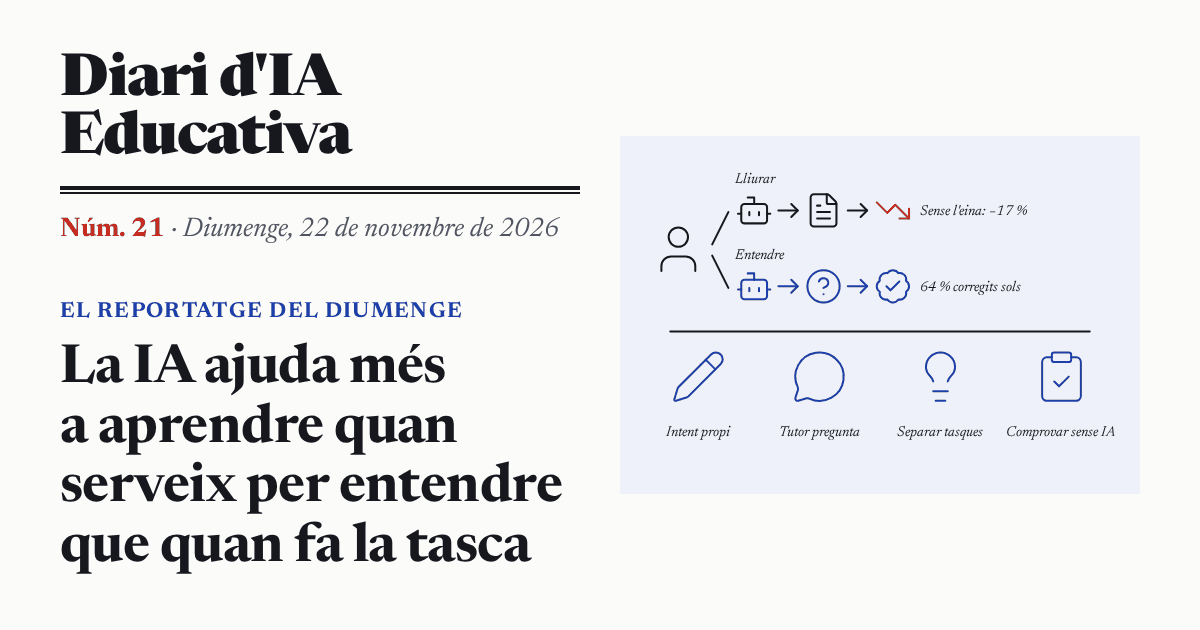 Diari d'IA
Educativa
Núm. 21 · Diumenge, 22 de novembre de 2026
EL REPORTATGE DEL DIUMENGE
La IA ajuda més
a aprendre quan
serveix per entendre
que quan fa la tasca
Lliurar
Sense l'eina: −17 %
Entendre
64 % corregits sols
Intent propi
Tutor pregunta
Separar tasques
Comprovar sense IA